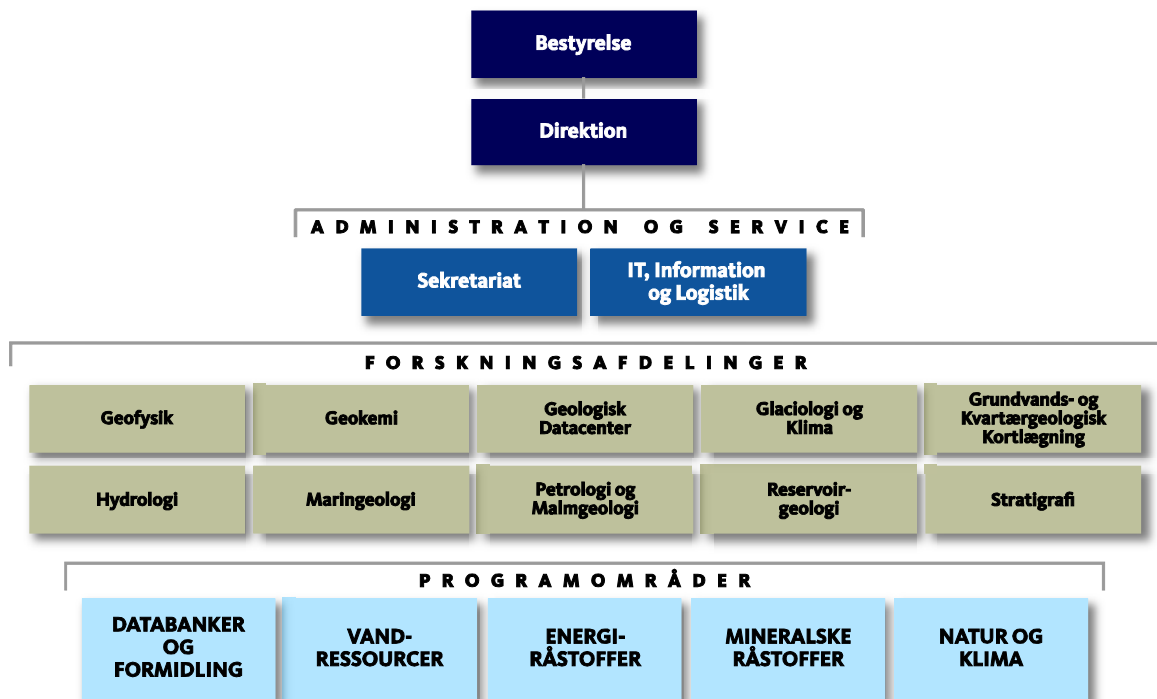 Bestyrelse
Direktion
ADMINISTRATION OG SERVICE
Sekretariat
IT, Information
og Logistik
FORSKNINGSAFDELINGER
Geofysik
Geokemi
Geologisk
Datacenter
Glaciologi og
Klima
Grundvands- og
Kvartærgeologisk
Kortlægning
Hydrologi
Maringeologi
Petrologi og
Malmgeologi
Reservoir-
geologi
Stratigrafi
PROGRAMOMRÅDER
DATABANKER
OG
FORMIDLING
VAND-
RESSOURCER
ENERGI-
RÅSTOFFER
MINERALSKE
RÅSTOFFER
NATUR OG
KLIMA